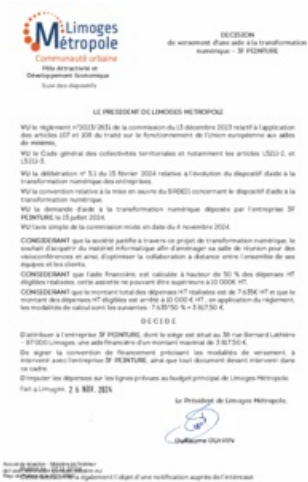 Limoges
Métropole
Communauté urbaine
Pôle Attractivité et
Développement Economique
Suivi des dispositifs
DECISION
de versement d'une aide à la transformation
numérique - 3F PEINTURE
LE PRESIDENT DE LIMOGES METROPOLE
VU le règlement n°2023/2831 de la commission du 13 décembre 2023 relatif à l'application
des articles 107 et 108 du traité sur le fonctionnement de l'Union européenne aux aides
de minimis,
VU le Code général des collectivités territoriales et notamment les articles L5211-2, et
L5211-3,
VU la délibération n° 5.1 du 15 février 2024 relative à l'évolution du dispositif d'aide à la
transformation numérique des entreprises.
VU la convention relative à la mise en œuvre du SRDEII concernant le dispositif d'aide à la
transformation numérique.
VU la demande d'aide à la transformation numérique déposée par l'entreprise 3F
PEINTURE le 15 juillet 2024.
VU l'avis simple de la commission mixte en date du 4 novembre 2024.
CONSIDERANT que la société justifie à travers ce projet de transformation numérique, le
souhait d'acquérir du matériel informatique afin d'aménager sa salle de réunion pour des
visioconférences et ainsi d'optimiser la collaboration à distance entre l'ensemble de ses
équipes et les clients.
CONSIDERANT que l'aide financière, est calculée à hauteur de 50 % des dépenses HT
éligibles réalisées, cette assiette ne pouvant être supérieure à 10 000€ HT.
CONSIDERANT que le montant total des dépenses HT réalisées est de 7 635€ HT et que le
montant des dépenses HT éligibles est arrêté à 10 000 € HT, en application du règlement,
les modalités de calcul sont les suivantes : 7 635*50 % = 3 817,50 €.
D E C I D E
D'attribuer à l'entreprise 3F PEINTURE, dont le siège est situé au 38 rue Bernard Lathière
- 87000 Limoges, une aide financière d'un montant maximal de 3 817,50 €.
De signer la convention de financement précisant les modalités de versement, à
intervenir avec l'entreprise 3F PEINTURE, ainsi que tout document devant intervenir dans
ce cadre.
D'imputer les dépenses sur les lignes prévues au budget principal de Limoges Métropole.
Fait à Limoges, 26 NOV. 2024
Le Président de Limoges Métropole,
Guillaume GUERIN
également l'objet d'une notification auprès de l'intéressé